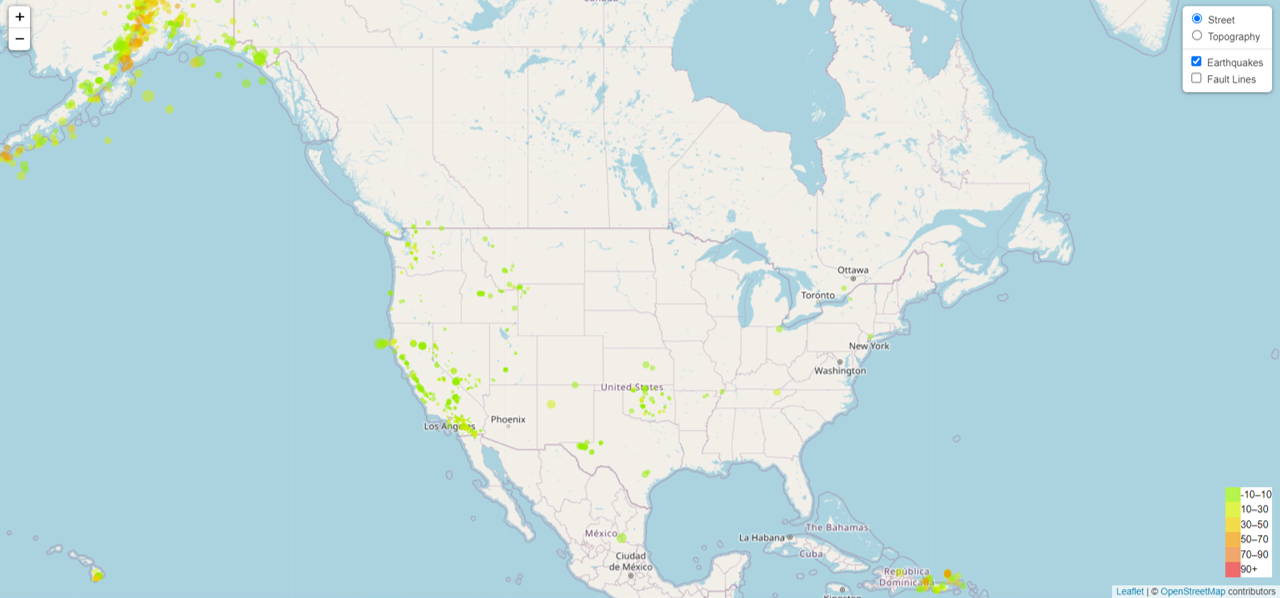 Canada
+
−
Street
Topography
Earthquakes
Fault Lines
Ottawa
Toronto
New York
Washington
United States
Phoenix
Los Angeles
-10–10
10–30
30–50
50–70
70–90
90+
The Bahamas
México
La Habana
Cuba
Ciudad
de México
República
Dominicana
Kingston
Leaflet | © OpenStreetMap contributors